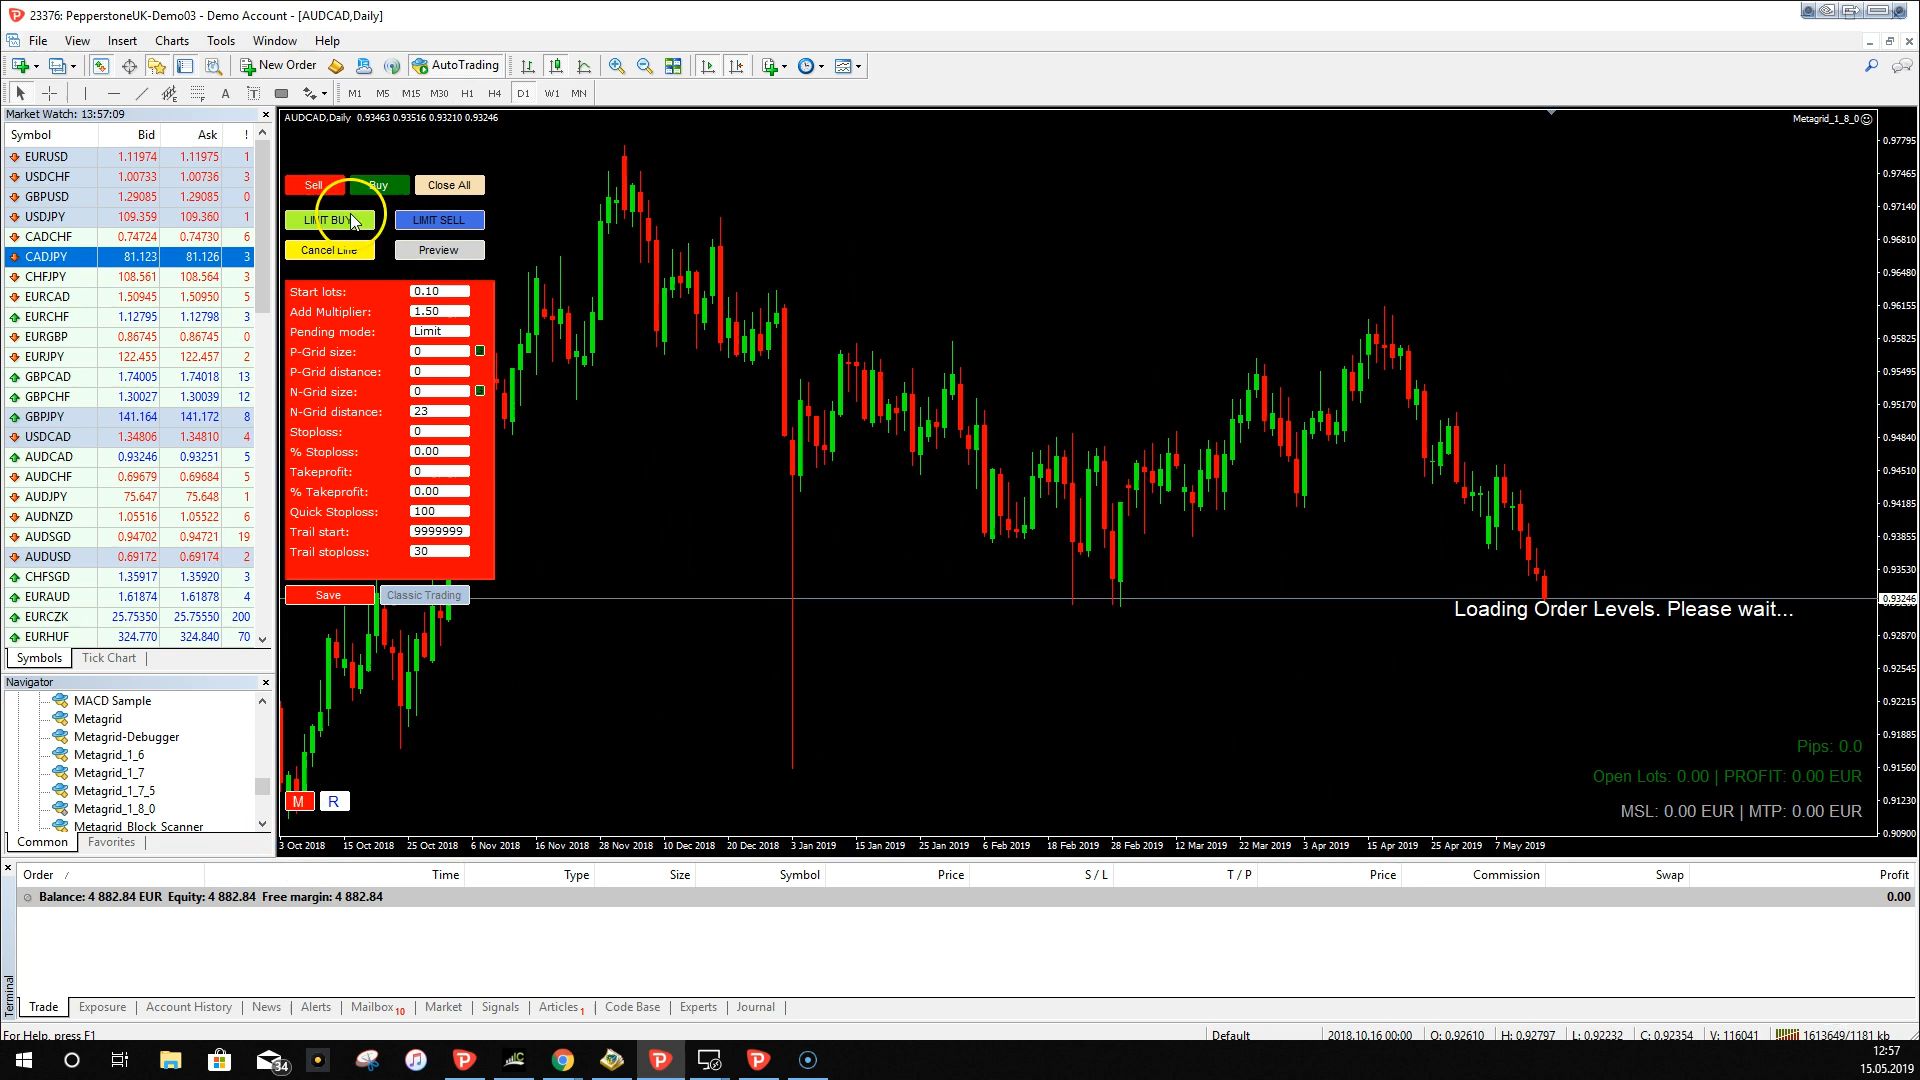 23376: PepperstoneUK-Demo03 - Demo Account - [AUDCAD,Daily]
File View Insert Charts Tools Window Help
New Order AutoTrading
A T M1 M5 M15 M30 H1 H4 D1 W1 MN
Market Watch: 13:57:09
Symbol Bid Ask !
EURUSD 1.11974 1.11975 1
USDCHF 1.00733 1.00736 3
GBPUSD 1.29085 1.29085 0
USDJPY 109.359 109.360 1
CADCHF 0.74724 0.74730 6
CADJPY 81.123 81.126 3
CHFJPY 108.561 108.564 3
EURCAD 1.50945 1.50950 5
EURCHF 1.12795 1.12798 3
EURGBP 0.86745 0.86745 0
EURJPY 122.455 122.457 2
GBPCAD 1.74005 1.74018 13
GBPCHF 1.30027 1.30039 12
GBPJPY 141.164 141.172 8
USDCAD 1.34806 1.34810 4
AUDCAD 0.93246 0.93251 5
AUDCHF 0.69679 0.69684 5
AUDJPY 75.647 75.648 1
AUDNZD 1.05516 1.05522 6
AUDSGD 0.94702 0.94721 19
AUDUSD 0.69172 0.69174 2
CHFSGD 1.35917 1.35920 3
EURAUD 1.61874 1.61878 4
EURCZK 25.75350 25.75550 200
EURHUF 324.770 324.840 70
Symbols Tick Chart
Navigator
MACD Sample
Metagrid
Metagrid-Debugger
Metagrid_1_6
Metagrid_1_7
Metagrid_1_7_5
Metagrid_1_8_0
Metagrid Block Scanner
Common Favorites
AUDCAD,Daily 0.93463 0.93516 0.93210 0.93246
Metagrid_1_8_0
Sell Buy Close All
LIMIT BUY LIMIT SELL
Cancel Line Preview
Start lots: 0.10
Add Multiplier: 1.50
Pending mode: Limit
P-Grid size: 0
P-Grid distance: 0
N-Grid size: 0
N-Grid distance: 23
Stoploss: 0
% Stoploss: 0.00
Takeprofit: 0
% Takeprofit: 0.00
Quick Stoploss: 100
Trail start: 9999999
Trail stoploss: 30
Save Classic Trading
M R
Loading Order Levels. Please wait...
Pips: 0.0
Open Lots: 0.00 | PROFIT: 0.00 EUR
MSL: 0.00 EUR | MTP: 0.00 EUR
0.97795
0.97465
0.97140
0.96810
0.96480
0.96155
0.95825
0.95495
0.95170
0.94840
0.94510
0.94185
0.93855
0.93530
0.93246
0.92870
0.92545
0.92215
0.91885
0.91560
0.91230
0.90900
3 Oct 2018 15 Oct 2018 25 Oct 2018 6 Nov 2018 16 Nov 2018 28 Nov 2018 10 Dec 2018 20 Dec 2018 3 Jan 2019 15 Jan 2019 25 Jan 2019 6 Feb 2019 18 Feb 2019 28 Feb 2019 12 Mar 2019 22 Mar 2019 3 Apr 2019 15 Apr 2019 25 Apr 2019 7 May 2019
Order / Time Type Size Symbol Price S / L T / P Price Commission Swap Profit
Balance: 4 882.84 EUR Equity: 4 882.84 Free margin: 4 882.84 0.00
Terminal
Trade Exposure Account History News Alerts Mailbox 10 Market Signals Articles 1 Code Base Experts Journal
For Help, press F1 Default 2018.10.16 00:00 O: 0.92610 H: 0.92797 L: 0.92232 C: 0.92354 V: 116041 1613649/1181 kb
34
12:57
15.05.2019